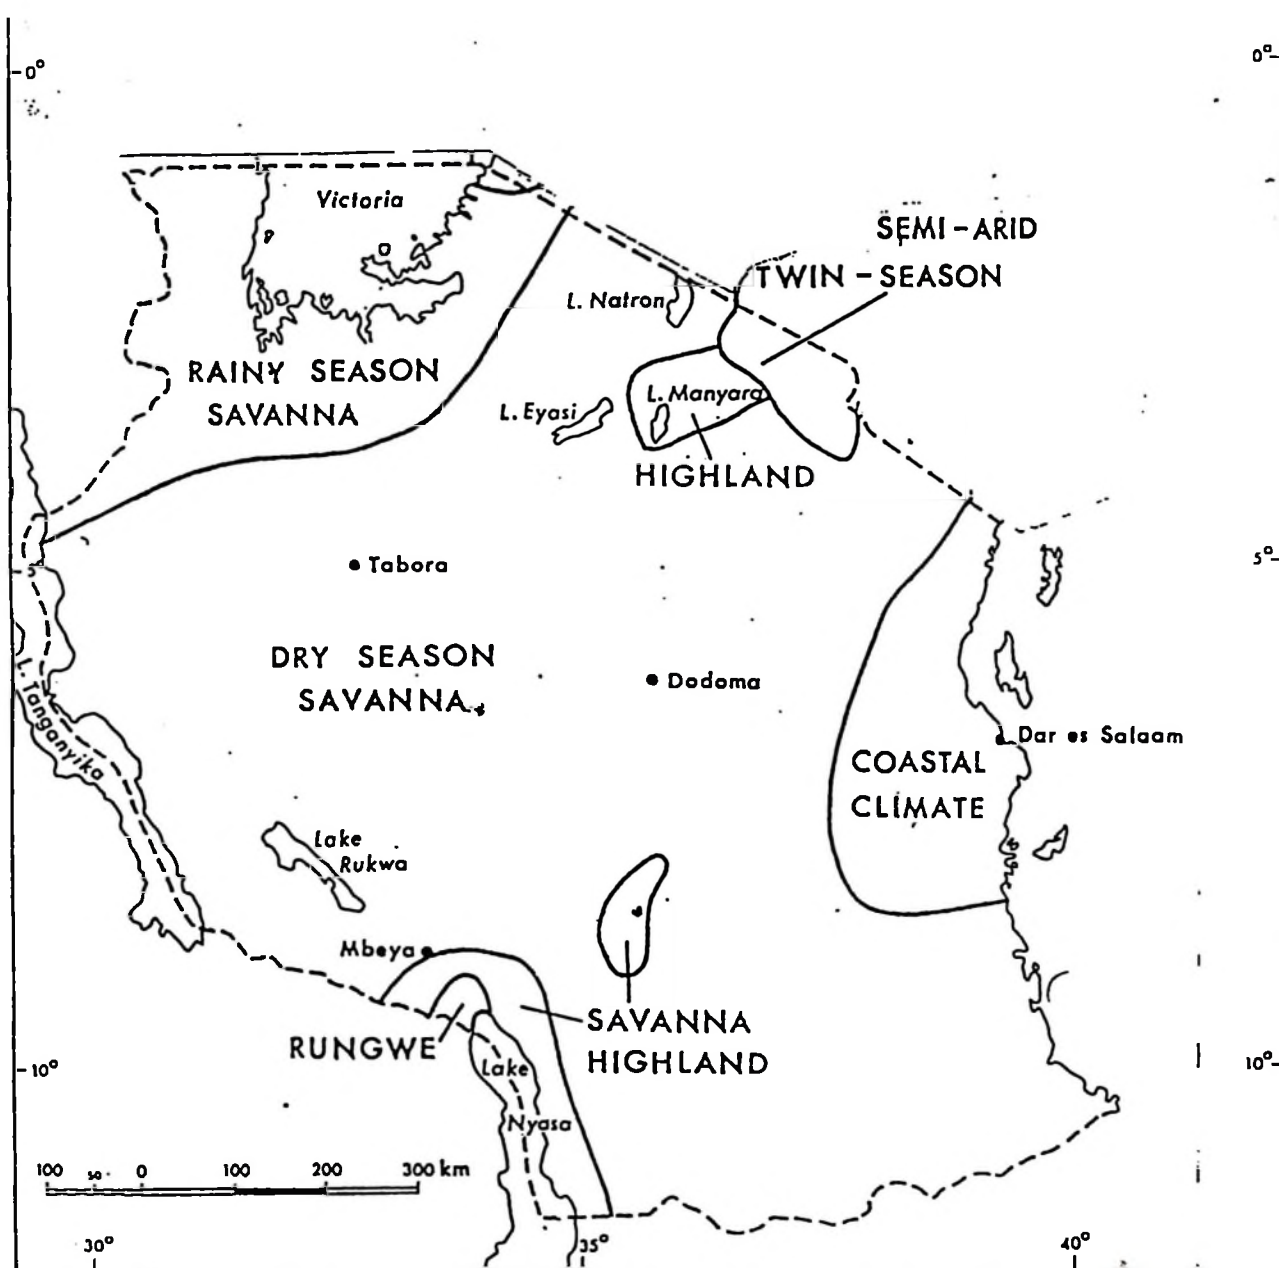 0°
0°
Victoria
SEMI-ARID
TWIN-SEASON
L. Natron
RAINY SEASON
SAVANNA
L. Manyara
L. Eyasi
HIGHLAND
Tabora
5°
5°
DRY SEASON
SAVANNA
Dodoma
L. Tanganyika
Dar es Salaam
COASTAL
CLIMATE
Lake
Rukwa
Mbeya
SAVANNA
HIGHLAND
RUNGWE
Lake
Nyasa
10°
10°
100 50 0 100 200 300 km
30°
35°
40°